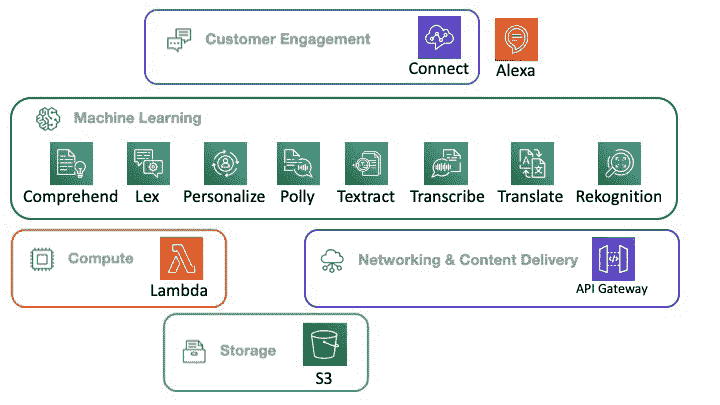 Customer Engagement
Connect
Alexa
Machine Learning
Comprehend Lex Personalize Polly Textract Transcribe Translate Rekognition
Compute
Lambda
Networking & Content Delivery
API Gateway
Storage
S3